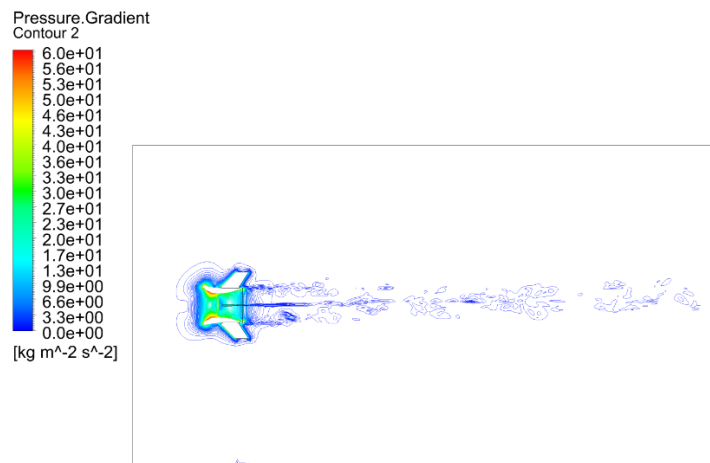 Pressure.Gradient
Contour 2
6.0e+01
5.6e+01
5.3e+01
5.0e+01
4.6e+01
4.3e+01
4.0e+01
3.6e+01
3.3e+01
3.0e+01
2.7e+01
2.3e+01
2.0e+01
1.7e+01
1.3e+01
9.9e+00
6.6e+00
3.3e+00
0.0e+00
[kg m^-2 s^-2]